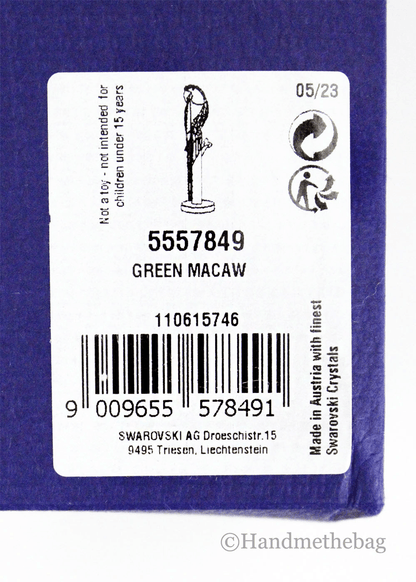 Not a toy - not intended for
children under 15 years
05/23
5557849
GREEN MACAW
110615746
9 009655 578491
SWAROVSKI AG Droeschistr.15
9495 Triesen, Liechtenstein
Made in Austria with finest
Swarovski Crystals
©Handmethebag